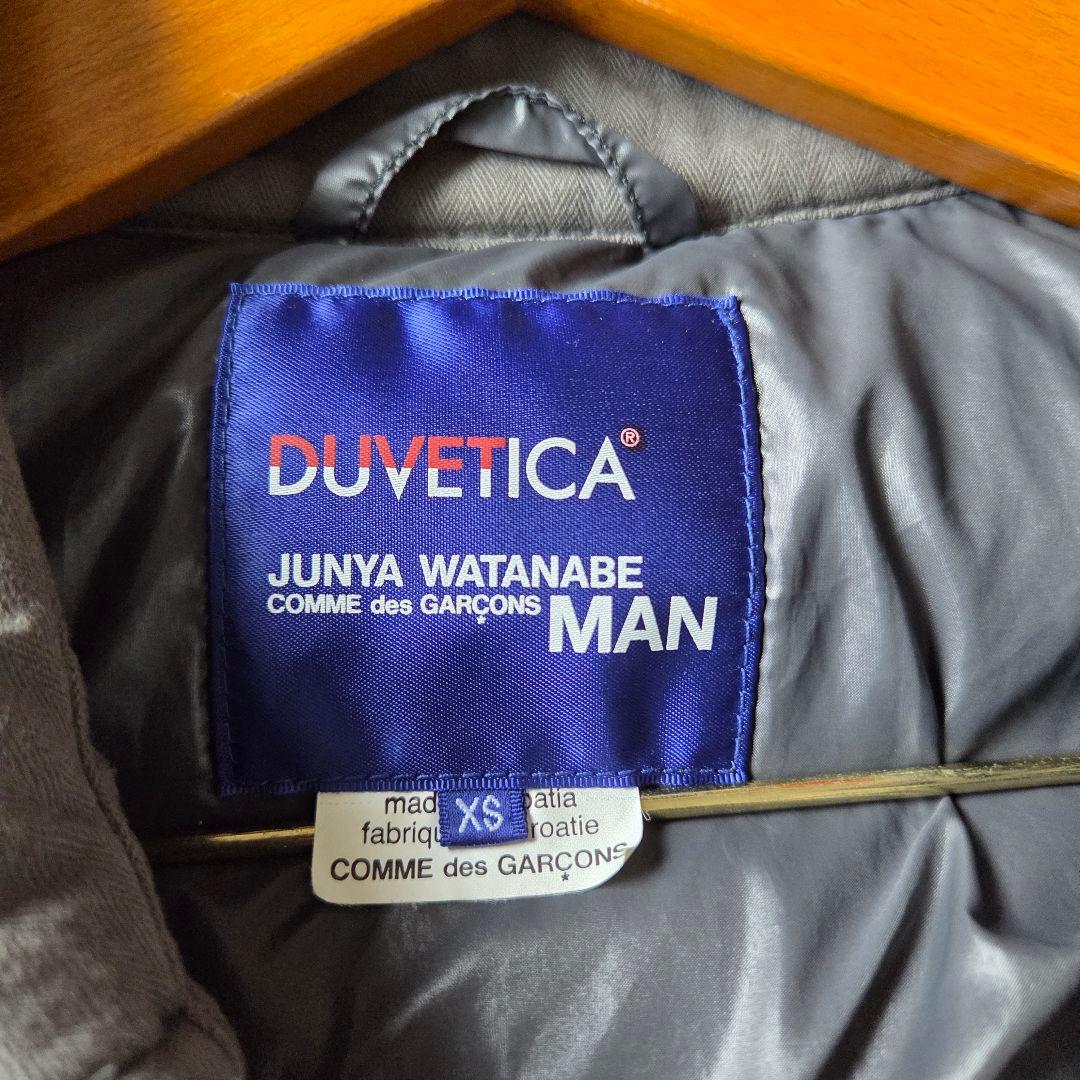 DUVETICA®
JUNYA WATANABE
COMME des GARÇONS MAN
XS
COMME des GARÇONS